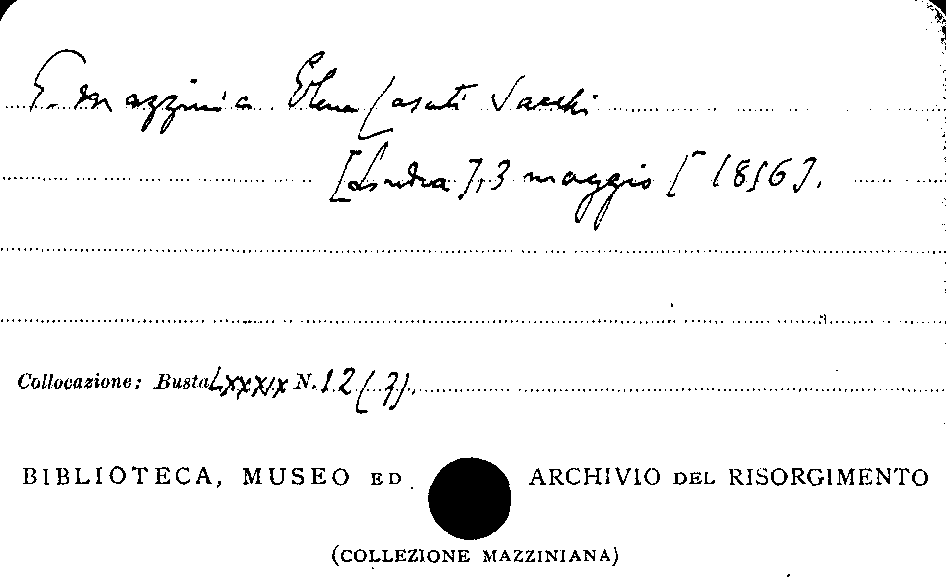 G. Mazzini a Elena Casati Sacchi
[Londra], 3 maggio [1856].
Collocazione: Busta LXXXIX N. 12 (3).
BIBLIOTECA, MUSEO ED ARCHIVIO DEL RISORGIMENTO
(COLLEZIONE MAZZINIANA)